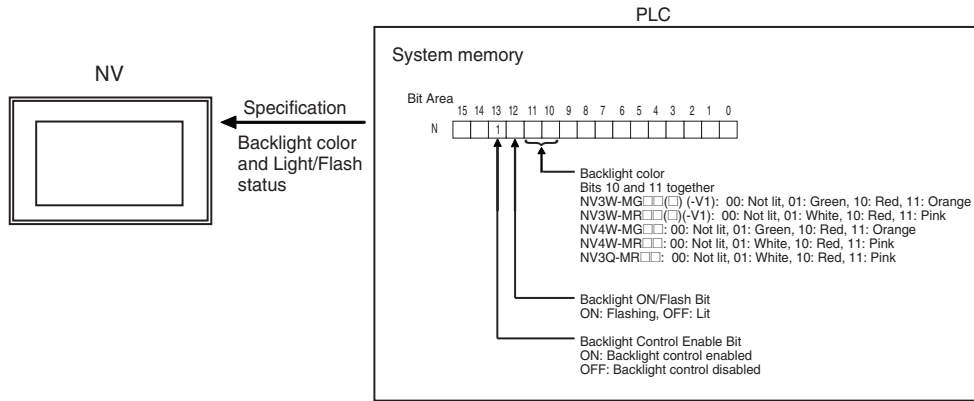 PLC
System memory
NV
Bit Area
15 14 13 12 11 10 9 8 7 6 5 4 3 2 1 0
N 1
Specification
Backlight color
and Light/Flash
status
Backlight color
Bits 10 and 11 together
NV3W-MG□□(□) (-V1): 00: Not lit, 01: Green, 10: Red, 11: Orange
NV3W-MR□□(□)(-V1): 00: Not lit, 01: White, 10: Red, 11: Pink
NV4W-MG□□: 00: Not lit, 01: Green, 10: Red, 11: Orange
NV4W-MR□□: 00: Not lit, 01: White, 10: Red, 11: Pink
NV3Q-MR□□: 00: Not lit, 01: White, 10: Red, 11: Pink
Backlight ON/Flash Bit
ON: Flashing, OFF: Lit
Backlight Control Enable Bit
ON: Backlight control enabled
OFF: Backlight control disabled